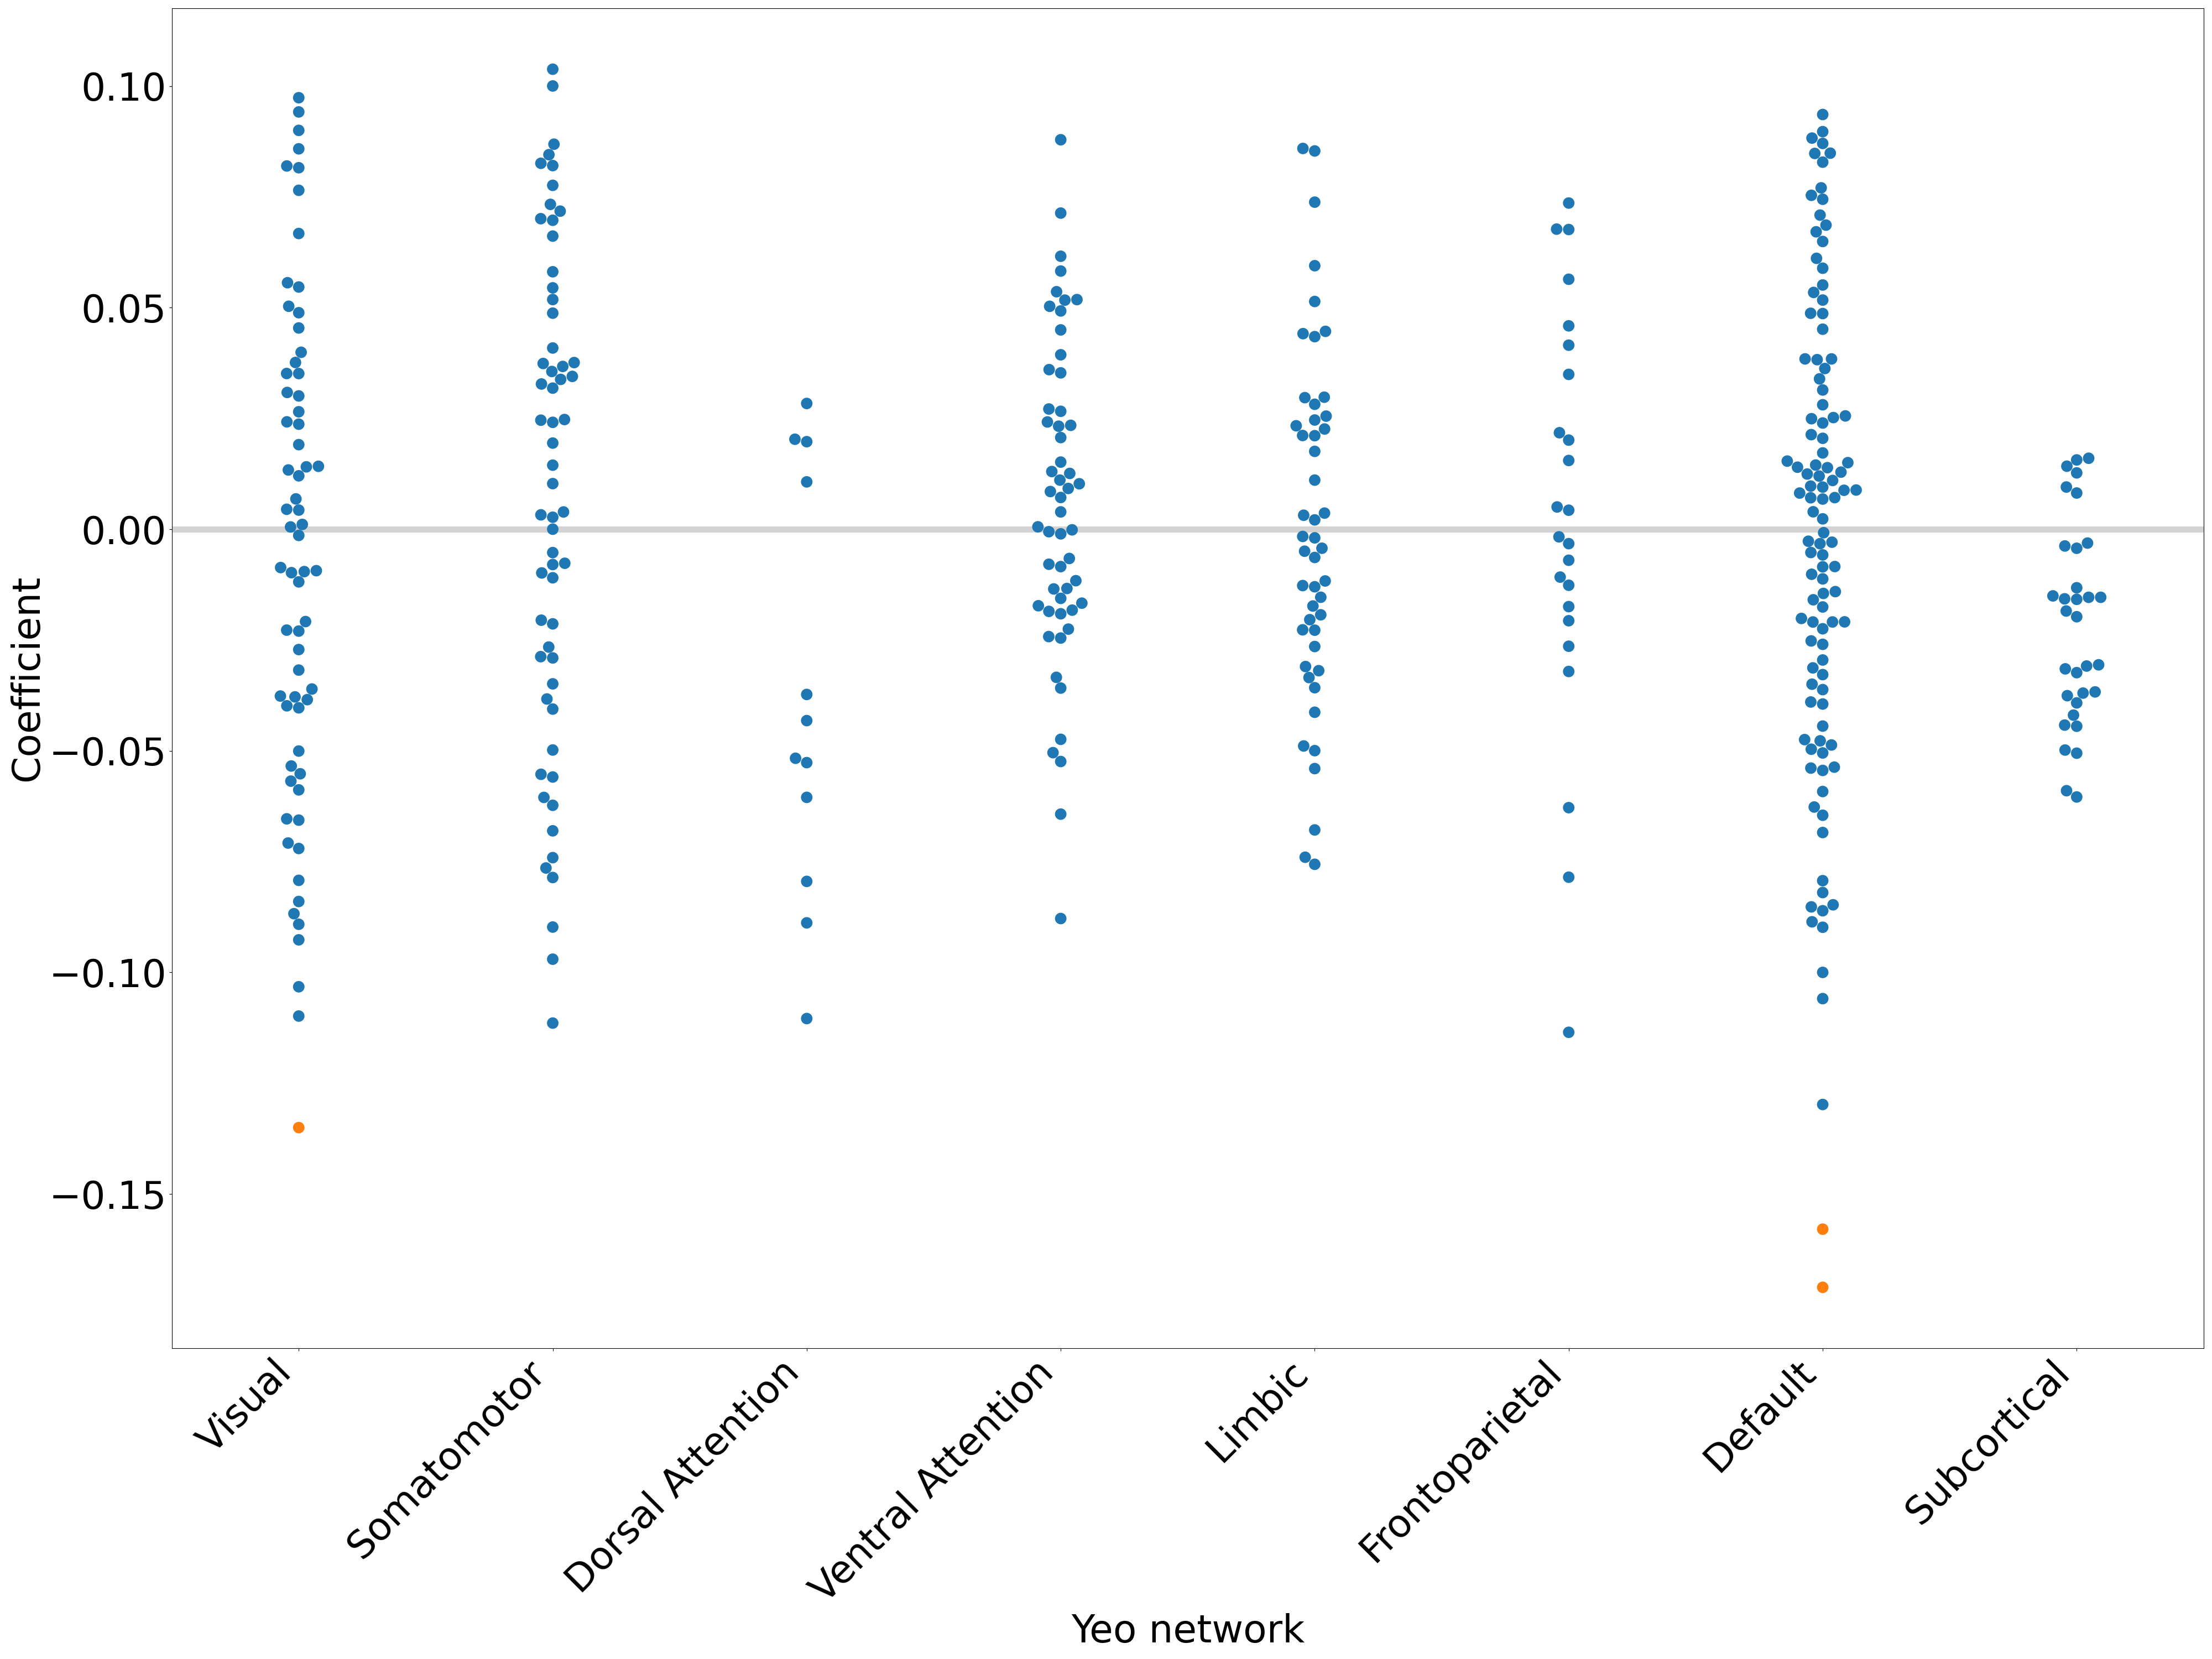 0.10
0.05
0.00
−0.05
−0.10
−0.15
Coefficient
Visual
Somatomotor
Dorsal Attention
Ventral Attention
Limbic
Frontoparietal
Default
Subcortical
Yeo network